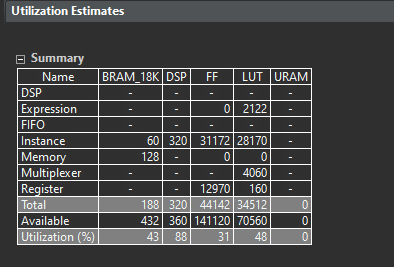 Utilization Estimates
Summary
Name BRAM_18K DSP FF LUT URAM
DSP - - - - -
Expression - - 0 2122 -
FIFO - - - - -
Instance 60 320 31172 28170 -
Memory 128 - 0 0 -
Multiplexer - - - 4060 -
Register - - 12970 160 -
Total 188 320 44142 34512 0
Available 432 360 141120 70560 0
Utilization (%) 43 88 31 48 0